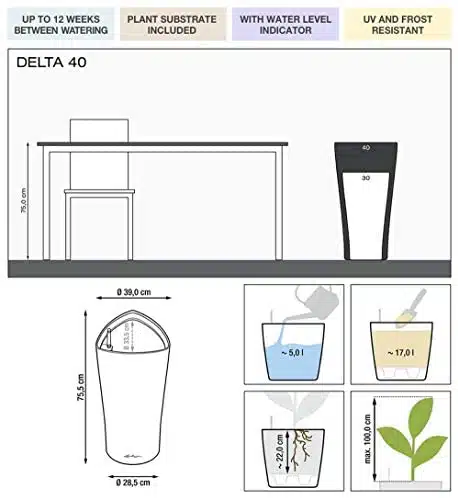 UP TO 12 WEEKS
BETWEEN WATERING
PLANT SUBSTRATE
INCLUDED
WITH WATER LEVEL
INDICATOR
UV AND FROST
RESISTANT
DELTA 40
75,0 cm
40
30
Ø 39,0 cm
Ø 33,5 cm
75,5 cm
Ø 28,5 cm
~ 5,0 l
~ 17,0 l
~ 22,0 cm
max. 100,0 cm